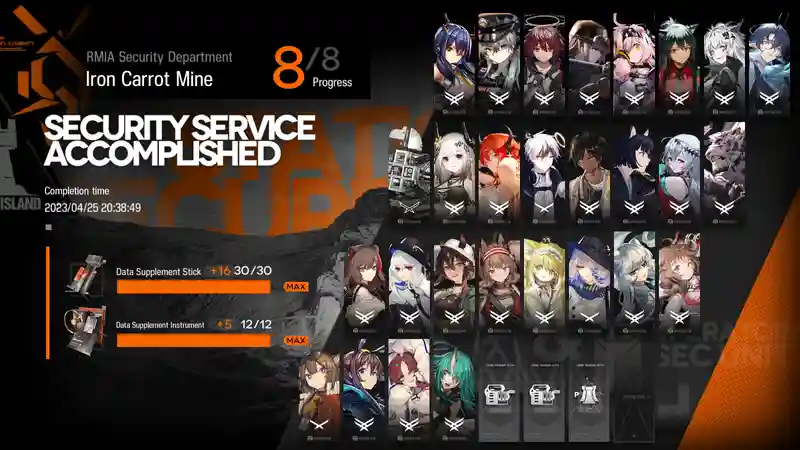 RMIA Security Department
Iron Carrot Mine
8/8
Progress
SECURITY SERVICE
ACCOMPLISHED
Completion time
2023/04/25 20:38:49
ISLAND
Data Supplement Stick +16 30/30
MAX
Data Supplement Instrument +5 12/12
MAX